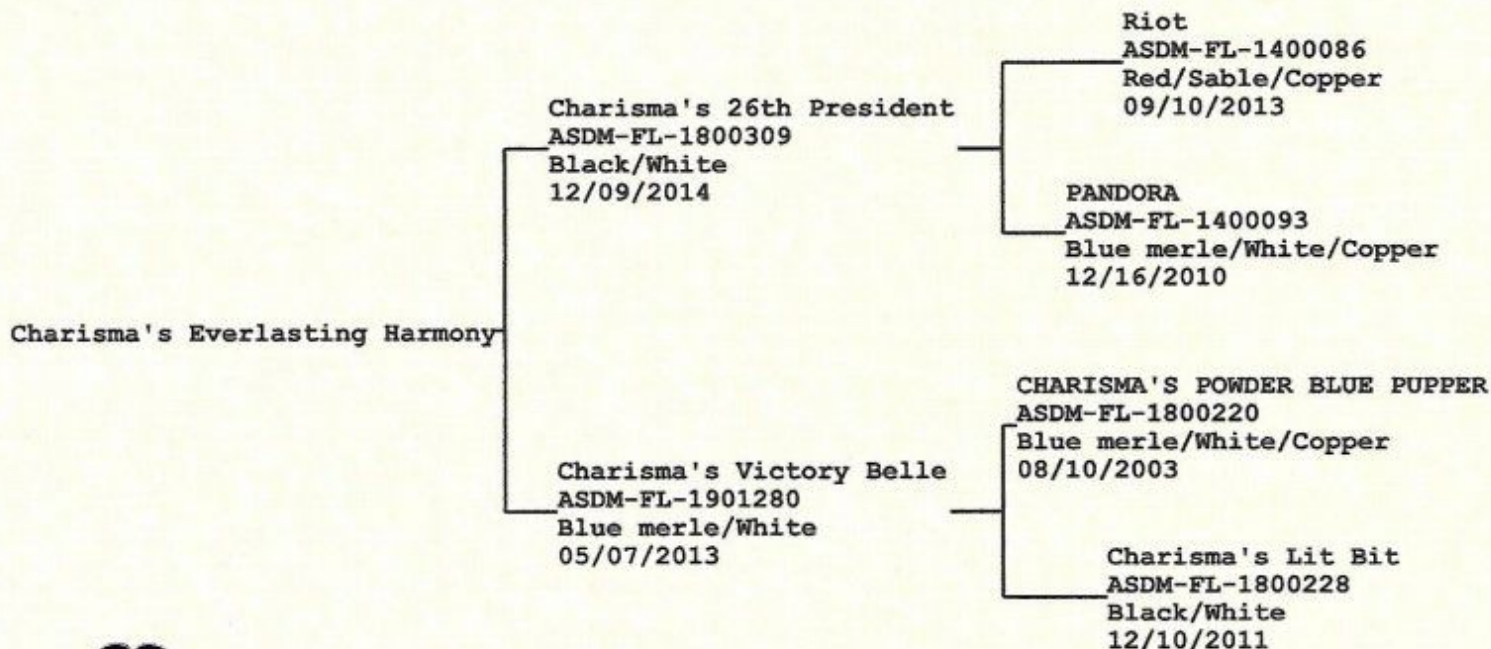 Riot
ASDM-FL-1400086
Red/Sable/Copper
09/10/2013
Charisma's 26th President
ASDM-FL-1800309
Black/White
12/09/2014
PANDORA
ASDM-FL-1400093
Blue merle/White/Copper
12/16/2010
Charisma's Everlasting Harmony
CHARISMA'S POWDER BLUE PUPPER
ASDM-FL-1800220
Blue merle/White/Copper
08/10/2003
Charisma's Victory Belle
ASDM-FL-1901280
Blue merle/White
05/07/2013
Charisma's Lit Bit
ASDM-FL-1800228
Black/White
12/10/2011